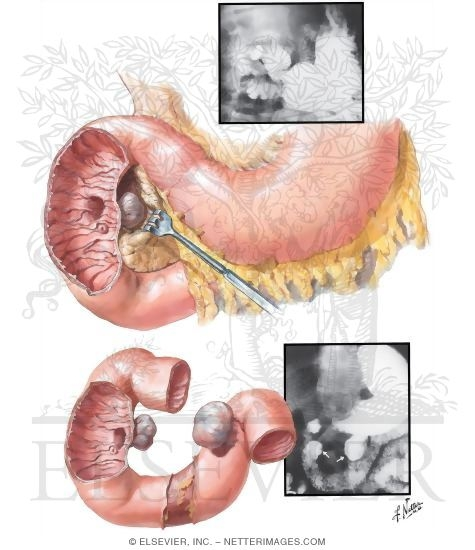 ELSEVIER
F. Netter
© ELSEVIER, INC. – NETTERIMAGES.COM